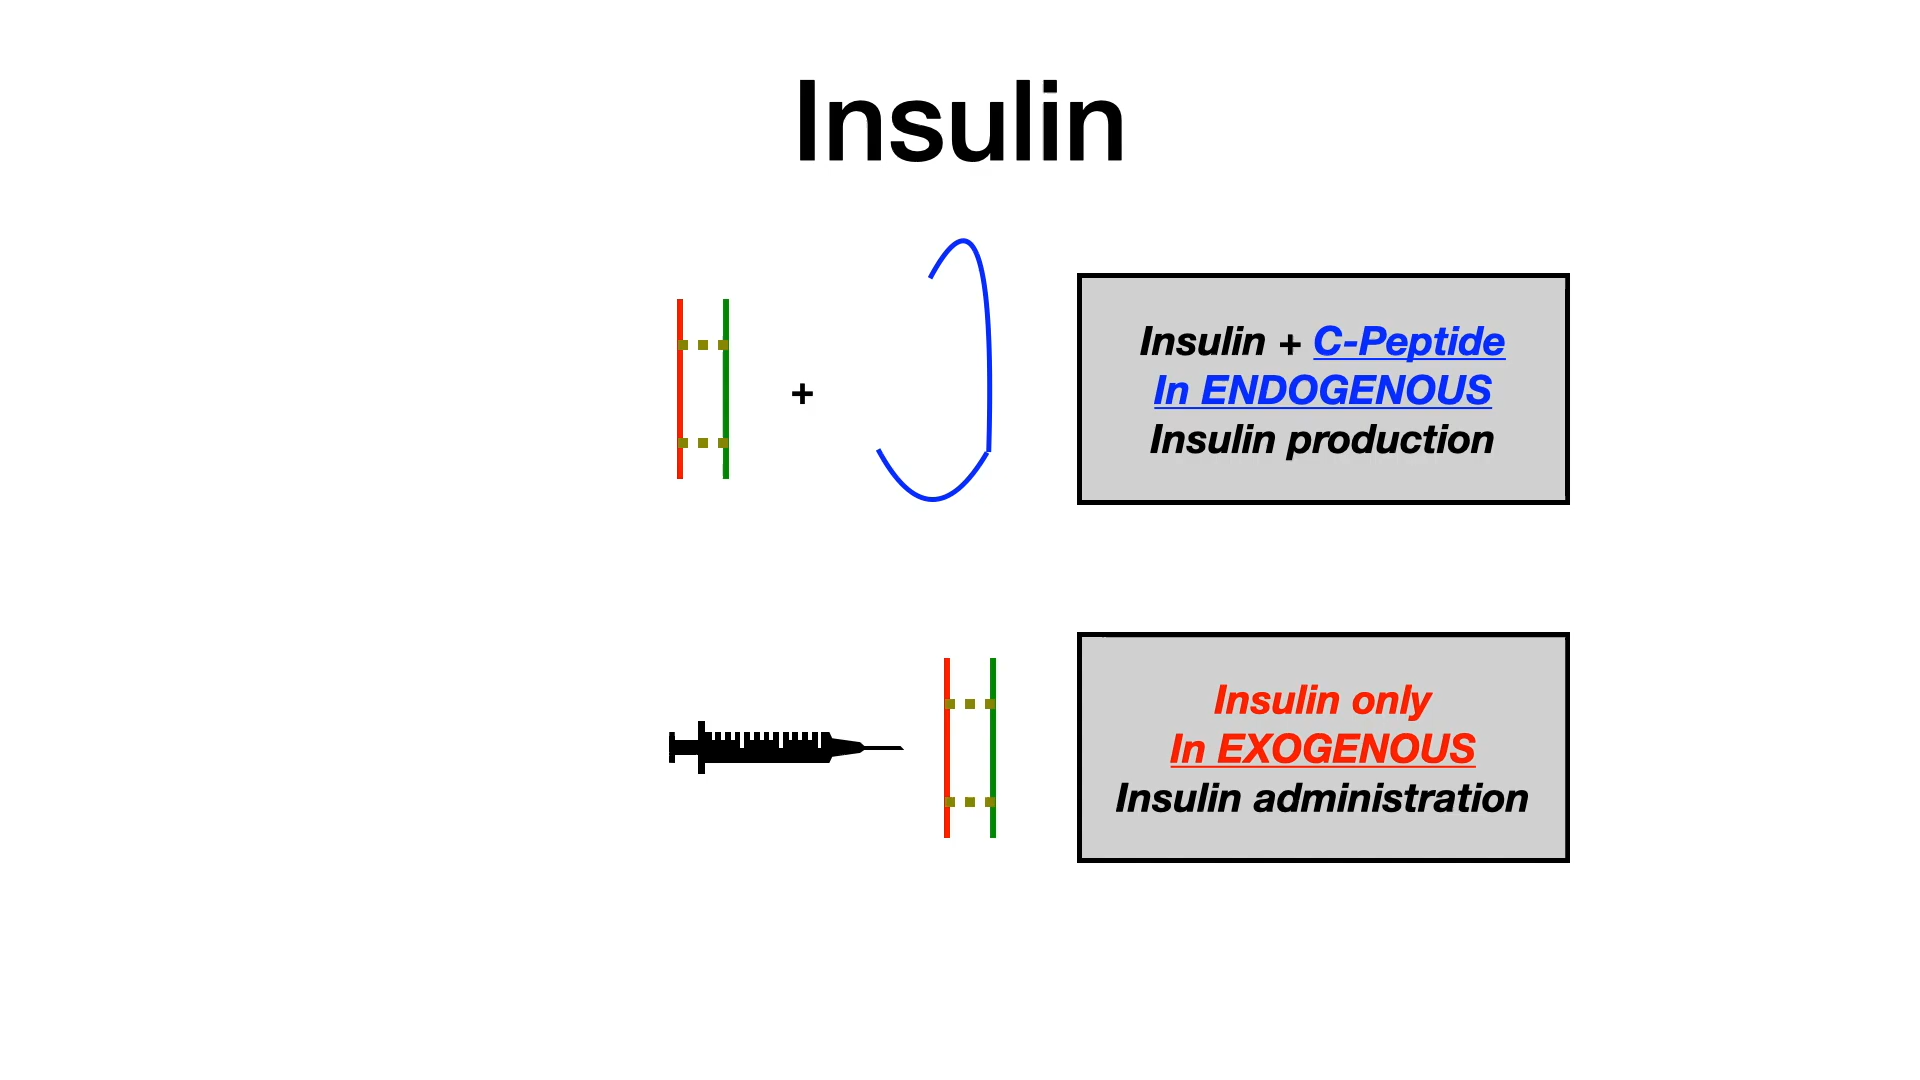 Insulin
+
Insulin + C-Peptide
In ENDOGENOUS
Insulin production
Insulin only
In EXOGENOUS
Insulin administration